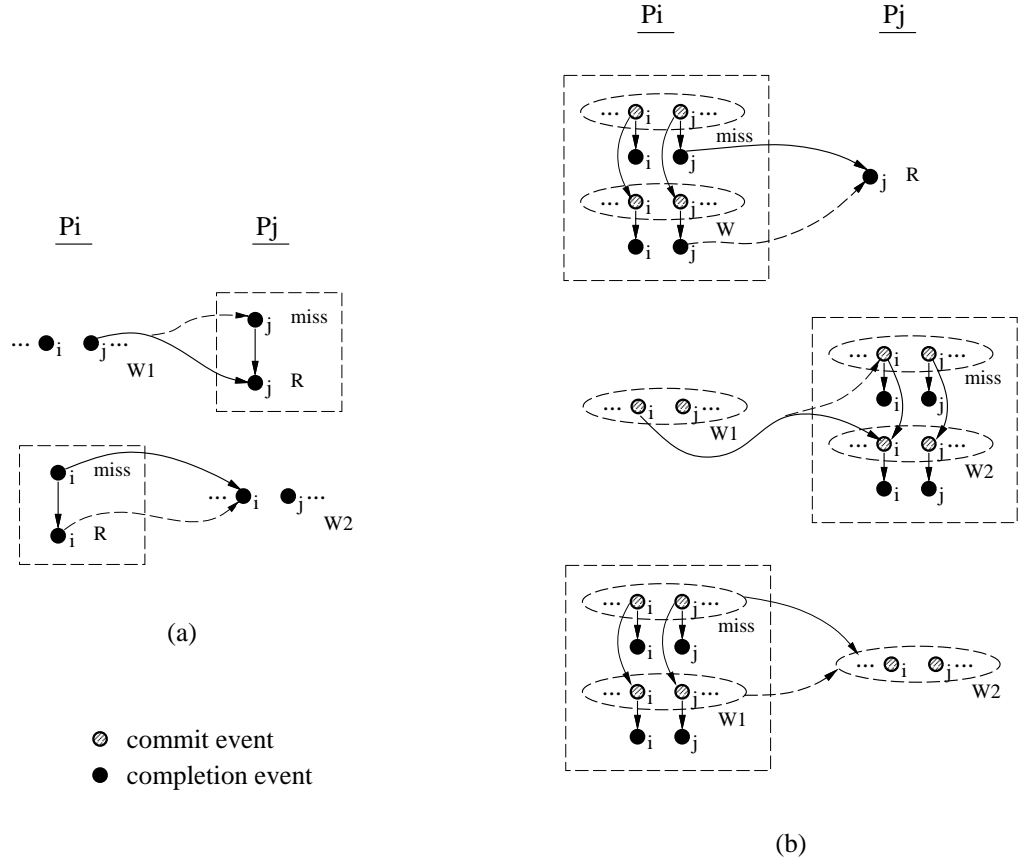 Pi Pj
... i j ...
miss
... i j ...
W
i j
j R
Pi Pj
... i j ... W1
j miss
j R
i miss
i R
... i j ... W2
(a)
commit event
completion event
... i j ... W1
... i j ...
miss
i j
... i j ...
W2
i j
... i j ...
miss
i j
... i j ...
W1
i j
... i j ...
W2
(b)